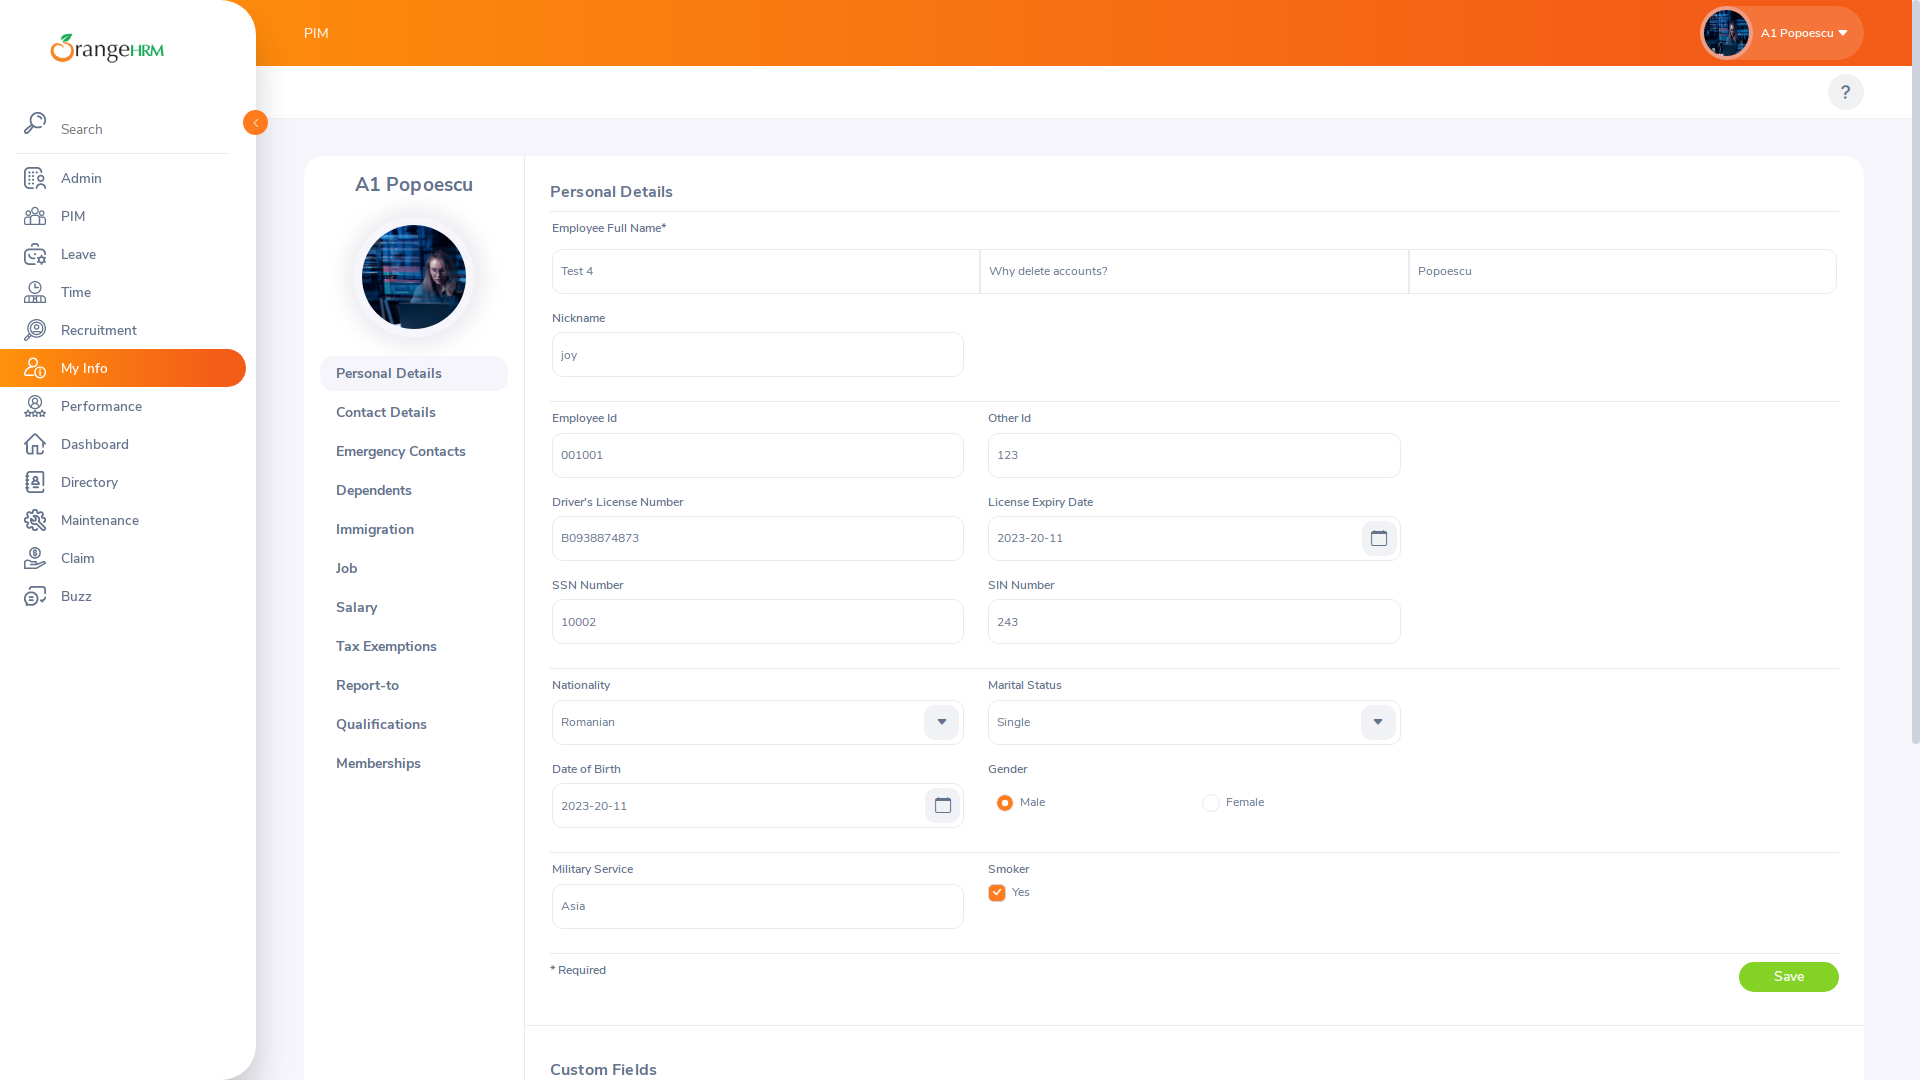 OrangeHRM
Search
Admin
PIM
Leave
Time
Recruitment
My Info
Performance
Dashboard
Directory
Maintenance
Claim
Buzz
PIM
A1 Popoescu
?
A1 Popoescu
Personal Details
Contact Details
Emergency Contacts
Dependents
Immigration
Job
Salary
Tax Exemptions
Report-to
Qualifications
Memberships
Personal Details
Employee Full Name*
Test 4 Why delete accounts? Popoescu
Nickname
joy
Employee Id Other Id
001001 123
Driver's License Number License Expiry Date
B0938874873 2023-20-11
SSN Number SIN Number
10002 243
Nationality Marital Status
Romanian Single
Date of Birth Gender
2023-20-11 Male Female
Military Service Smoker
Asia Yes
* Required Save
Custom Fields